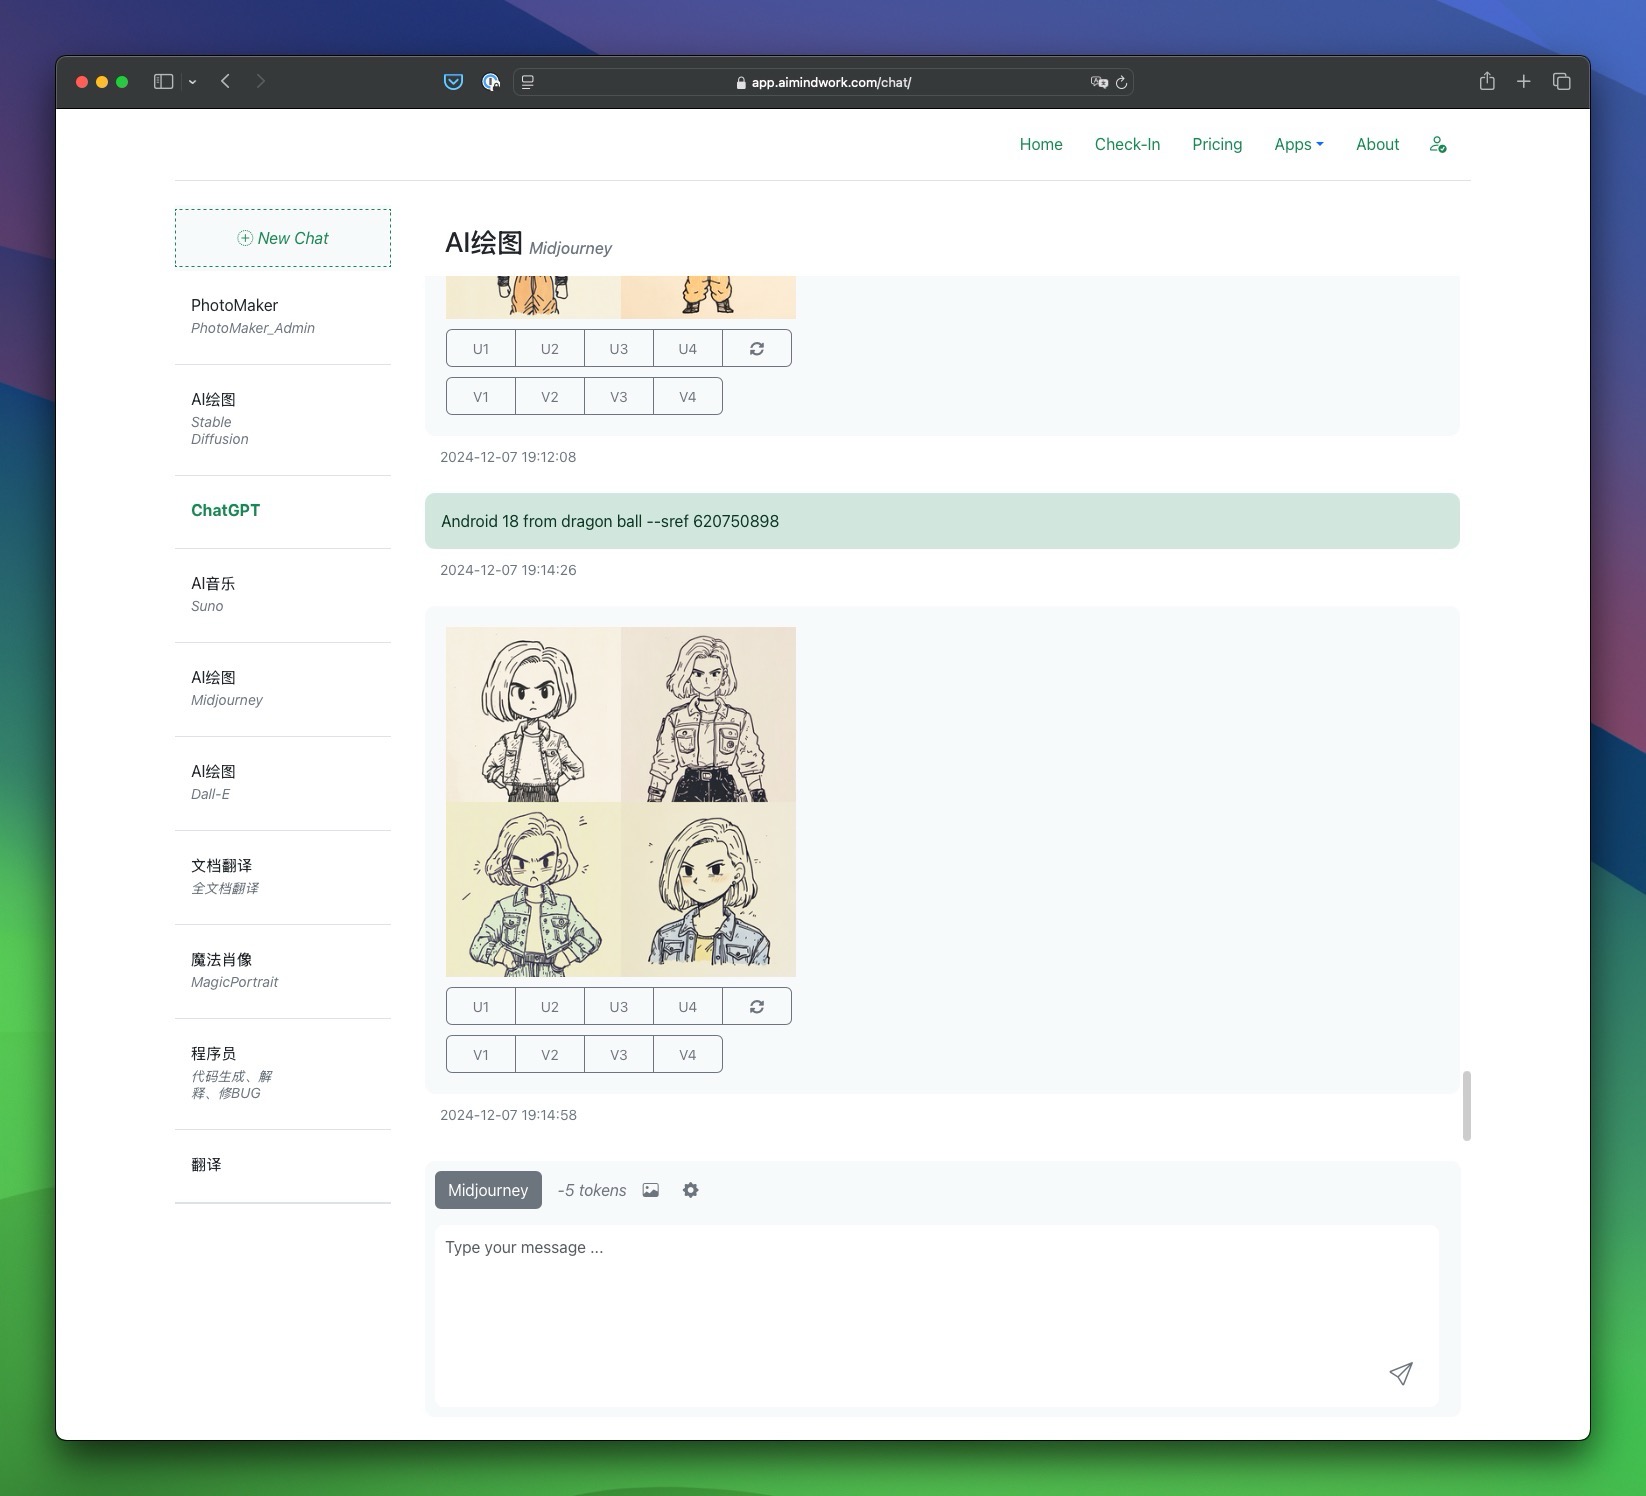 app.aimindwork.com/chat/
Home Check-In Pricing Apps About
New Chat
PhotoMaker
PhotoMaker_Admin
AI绘图
Stable
Diffusion
ChatGPT
AI音乐
Suno
AI绘图
Midjourney
AI绘图
Dall-E
文档翻译
全文档翻译
魔法肖像
MagicPortrait
程序员
代码生成、解
释、修BUG
翻译
AI绘图 Midjourney
U1 U2 U3 U4
V1 V2 V3 V4
2024-12-07 19:12:08
Android 18 from dragon ball --sref 620750898
2024-12-07 19:14:26
U1 U2 U3 U4
V1 V2 V3 V4
2024-12-07 19:14:58
Midjourney -5 tokens
Type your message ...